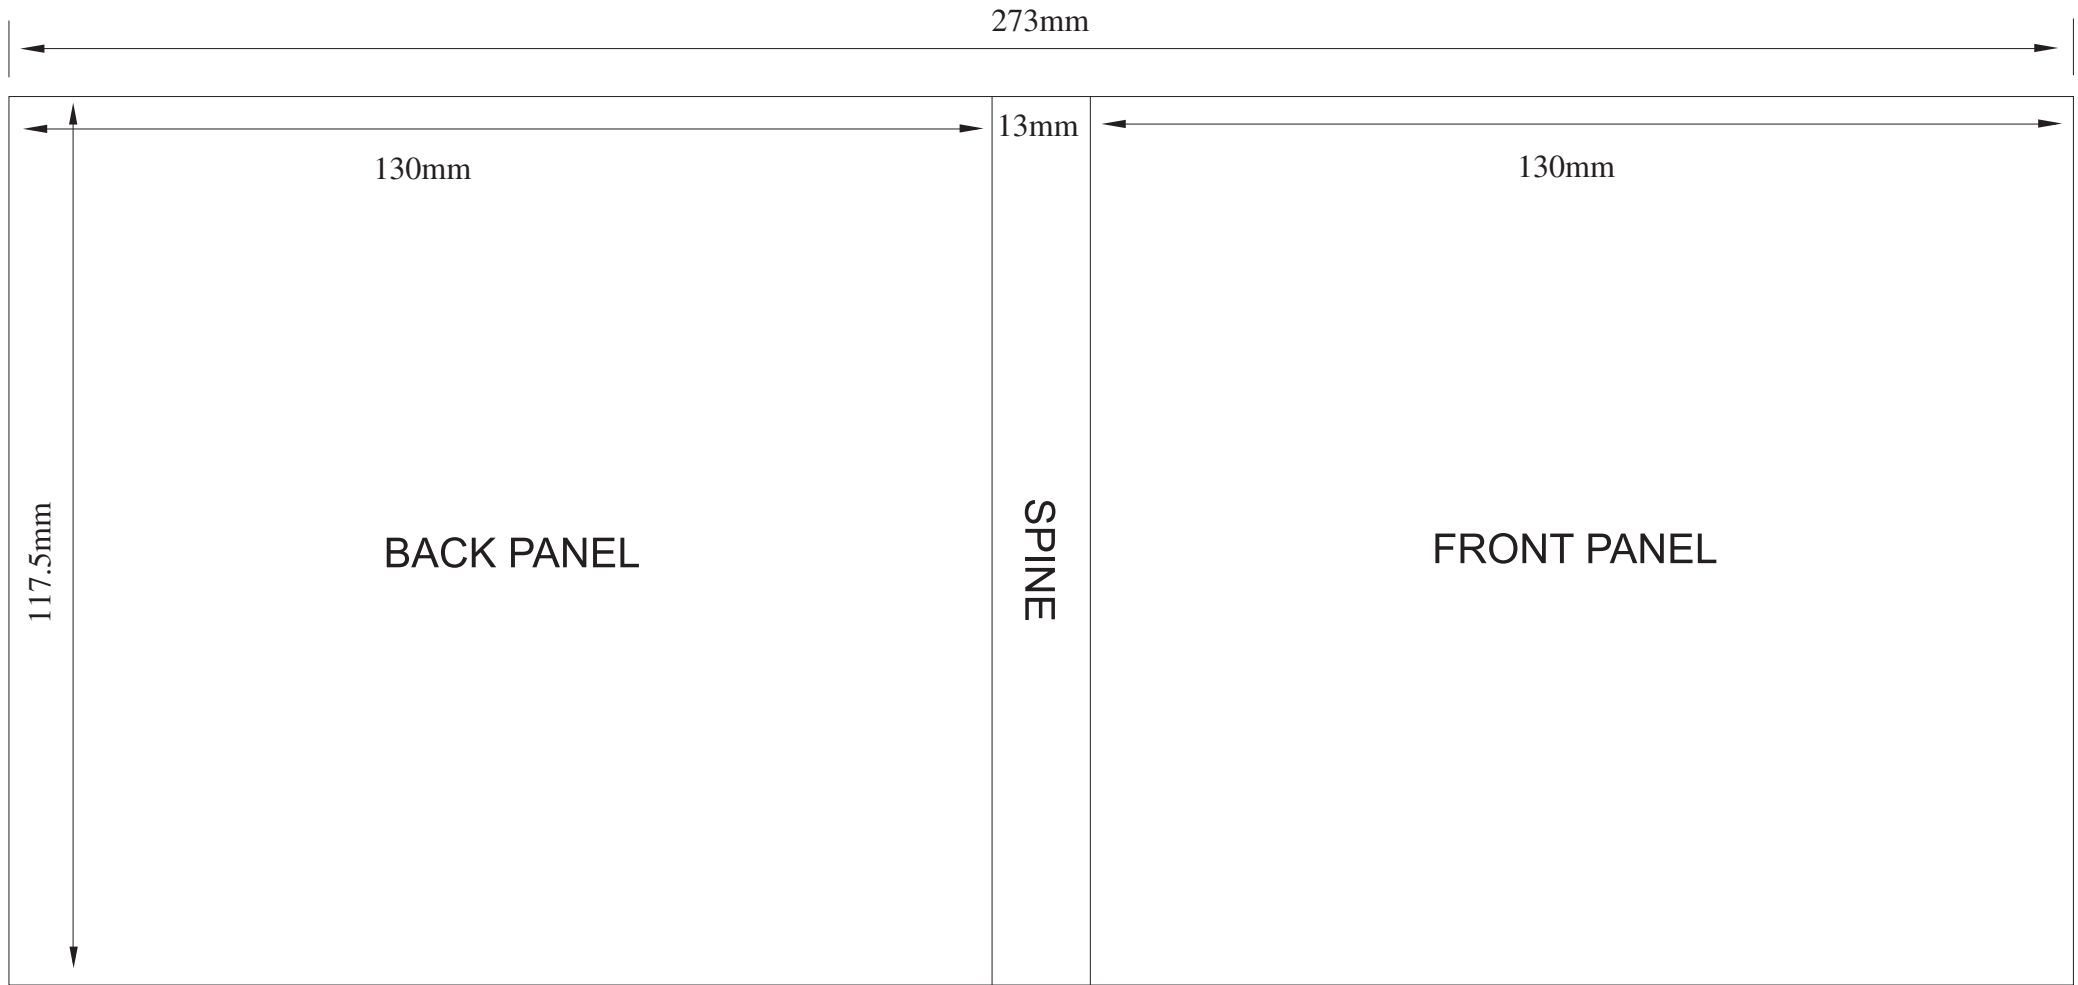 273mm
13mm
130mm
130mm
117.5mm
BACK PANEL
SPINE
FRONT PANEL